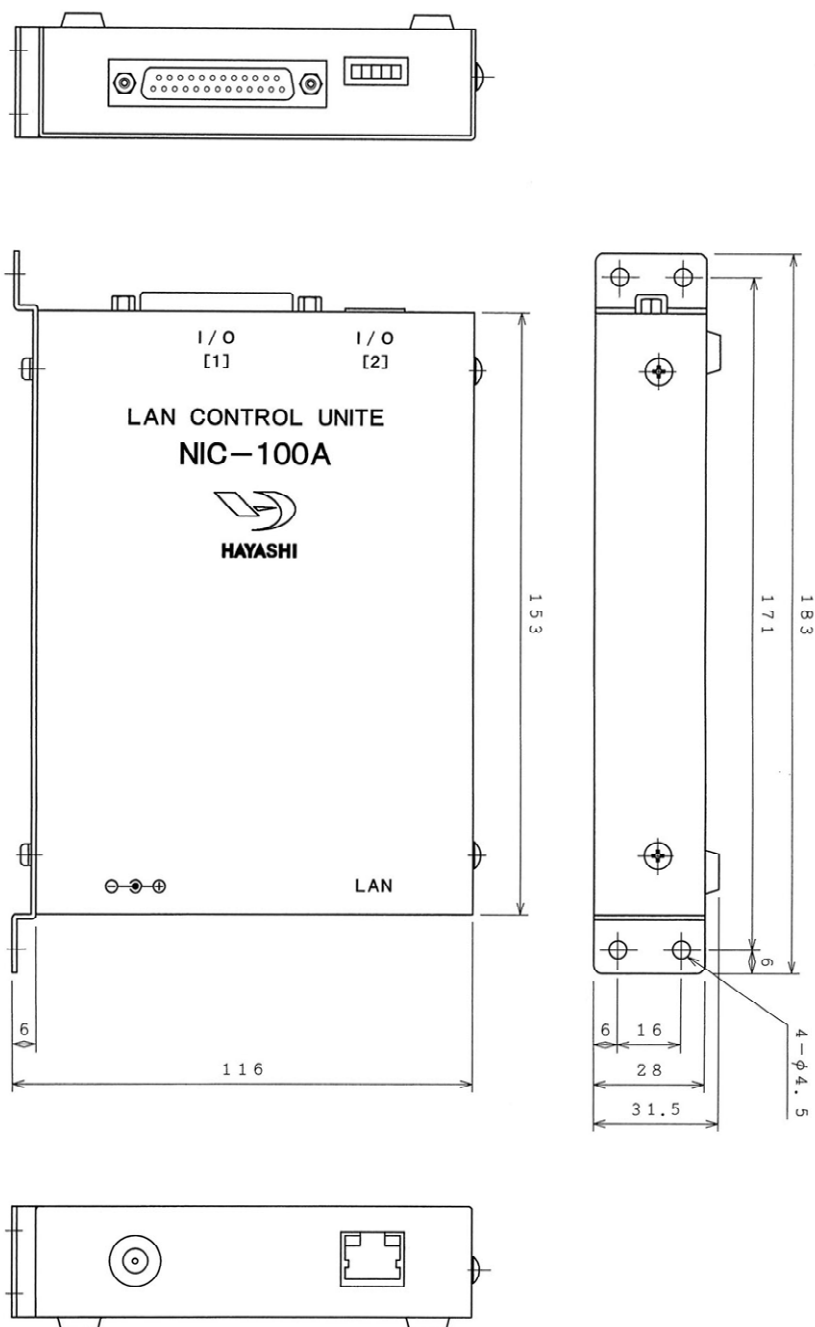 I/O
[1]
I/O
[2]
LAN CONTROL UNITE
NIC-100A
HAYASHI
LAN
153
171
183
6
6
116
6 16
28
31.5
4-φ4.5